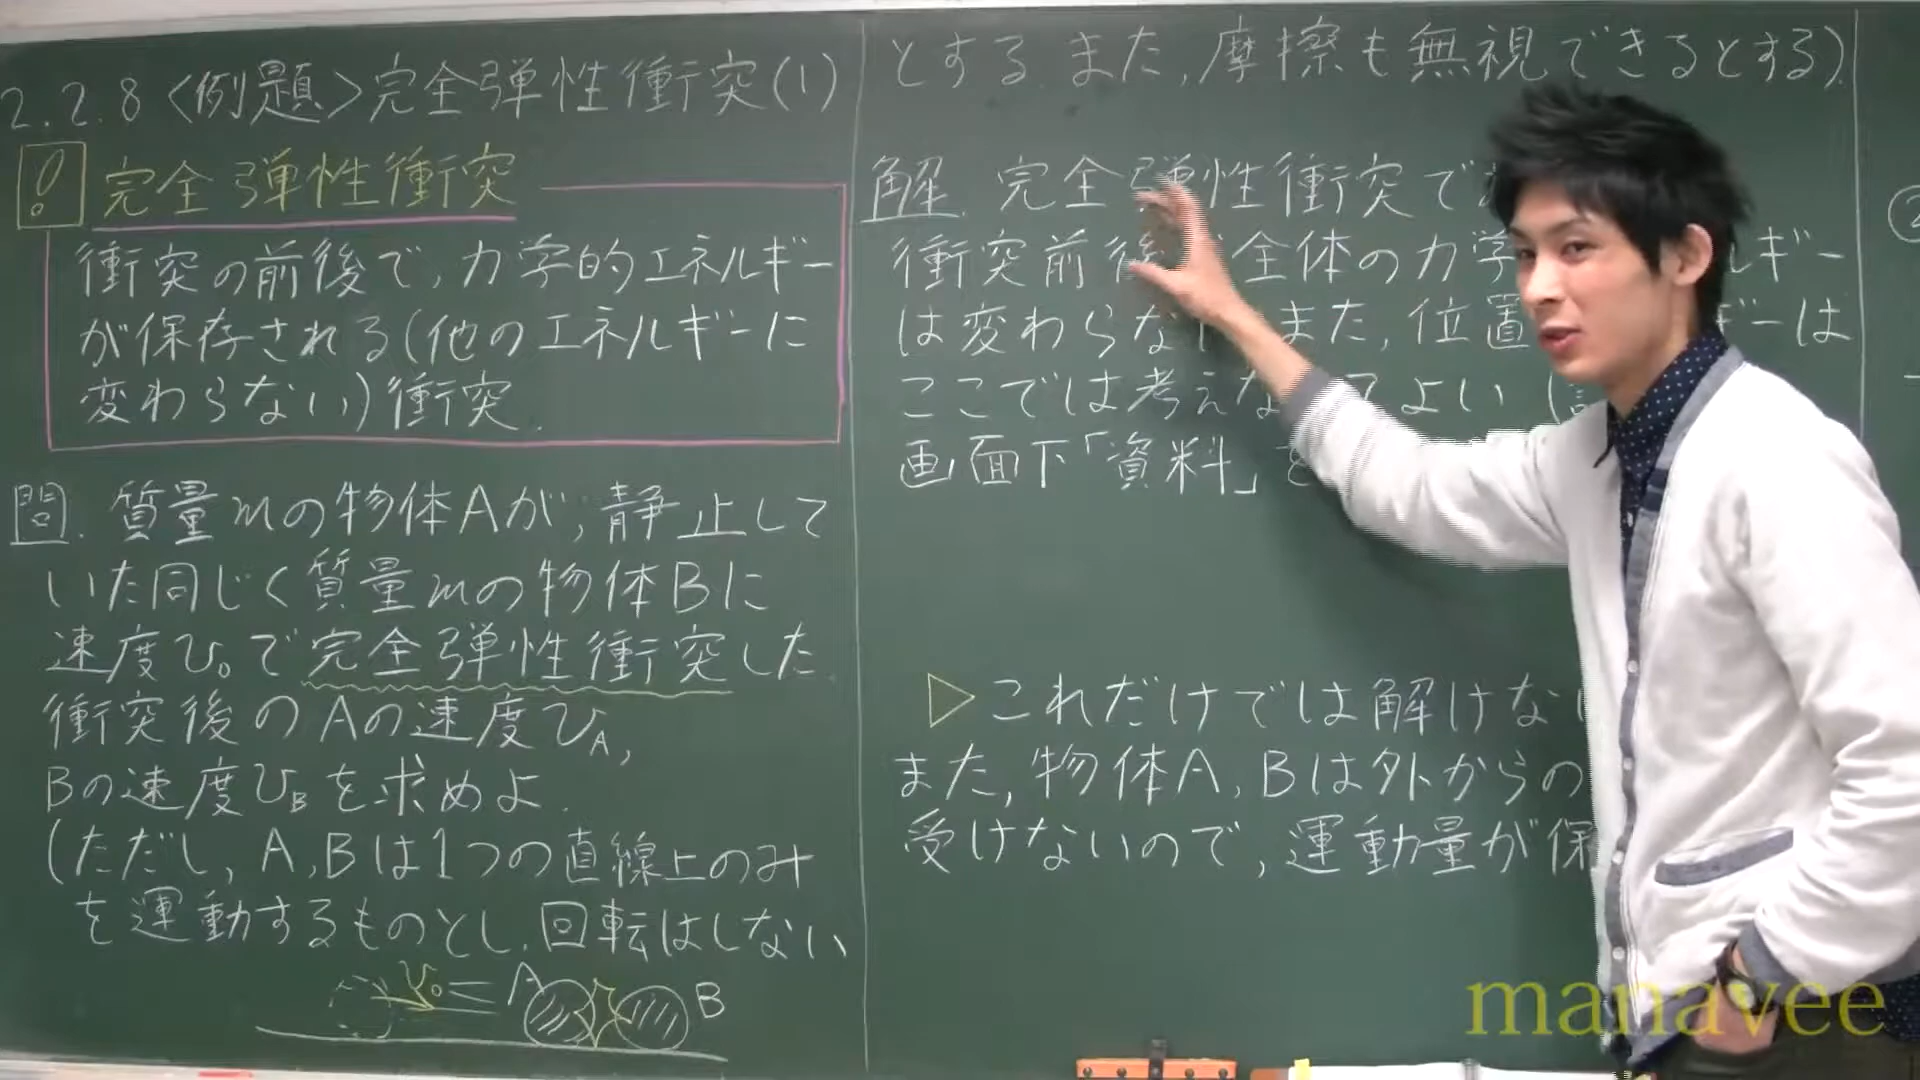 2.2.8〈例題〉完全弾性衝突(1)
! 完全弾性衝突
衝突の前後で,力学的エネルギー
が保存される(他のエネルギーに
変わらない)衝突.
問. 質量mの物体Aが,静止して
いた同じく質量mの物体Bに
速度v₀で完全弾性衝突した.
衝突後のAの速度v_A,
Bの速度v_Bを求めよ.
(ただし, A,Bは1つの直線上のみ
を運動するものとし,回転はしない
v₀ A B
とする.また,摩擦も無視できるとする)
解. 完全弾性衝突で
衝突前後で全体の力学 ルギー
は変わらない また,位置 ギーは
ここでは考えな てよい (
画面下「資料」を
▷これだけでは解けない
また,物体A,Bは外からの
受けないので,運動量が保
manavee